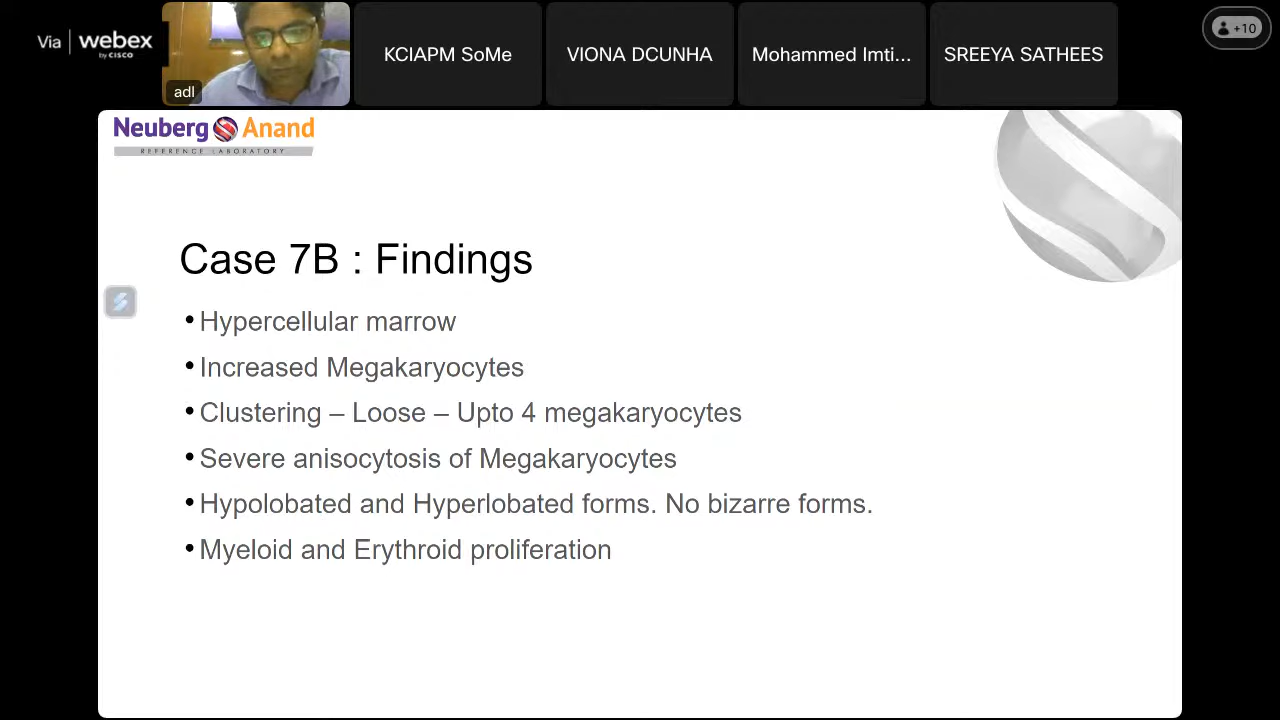 Via webex
by CISCO
adl
KCIAPM SoMe
VIONA DCUNHA
Mohammed Imti...
SREEYA SATHEES
+10
Neuberg Anand
REFERENCE LABORATORY
Case 7B : Findings
•Hypercellular marrow
•Increased Megakaryocytes
•Clustering – Loose – Upto 4 megakaryocytes
•Severe anisocytosis of Megakaryocytes
•Hypolobated and Hyperlobated forms. No bizarre forms.
•Myeloid and Erythroid proliferation